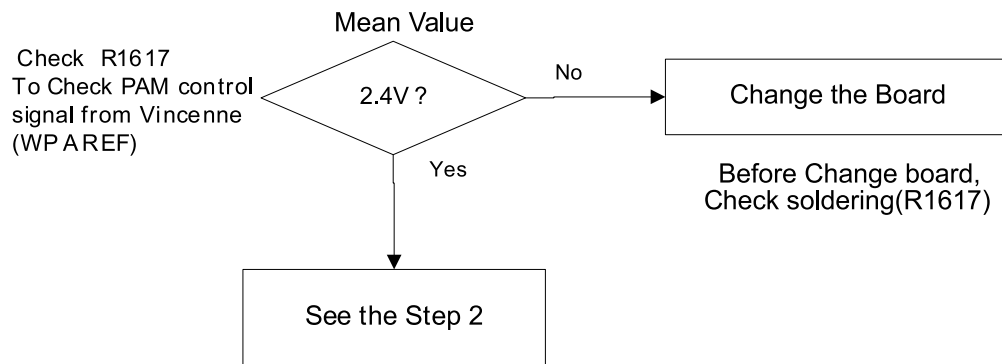 Mean Value
Check R1617
To Check PAM control
signal from Vincenne
(WPAREF)
2.4V ?
No
Change the Board
Yes
Before Change board,
Check soldering(R1617)
See the Step 2